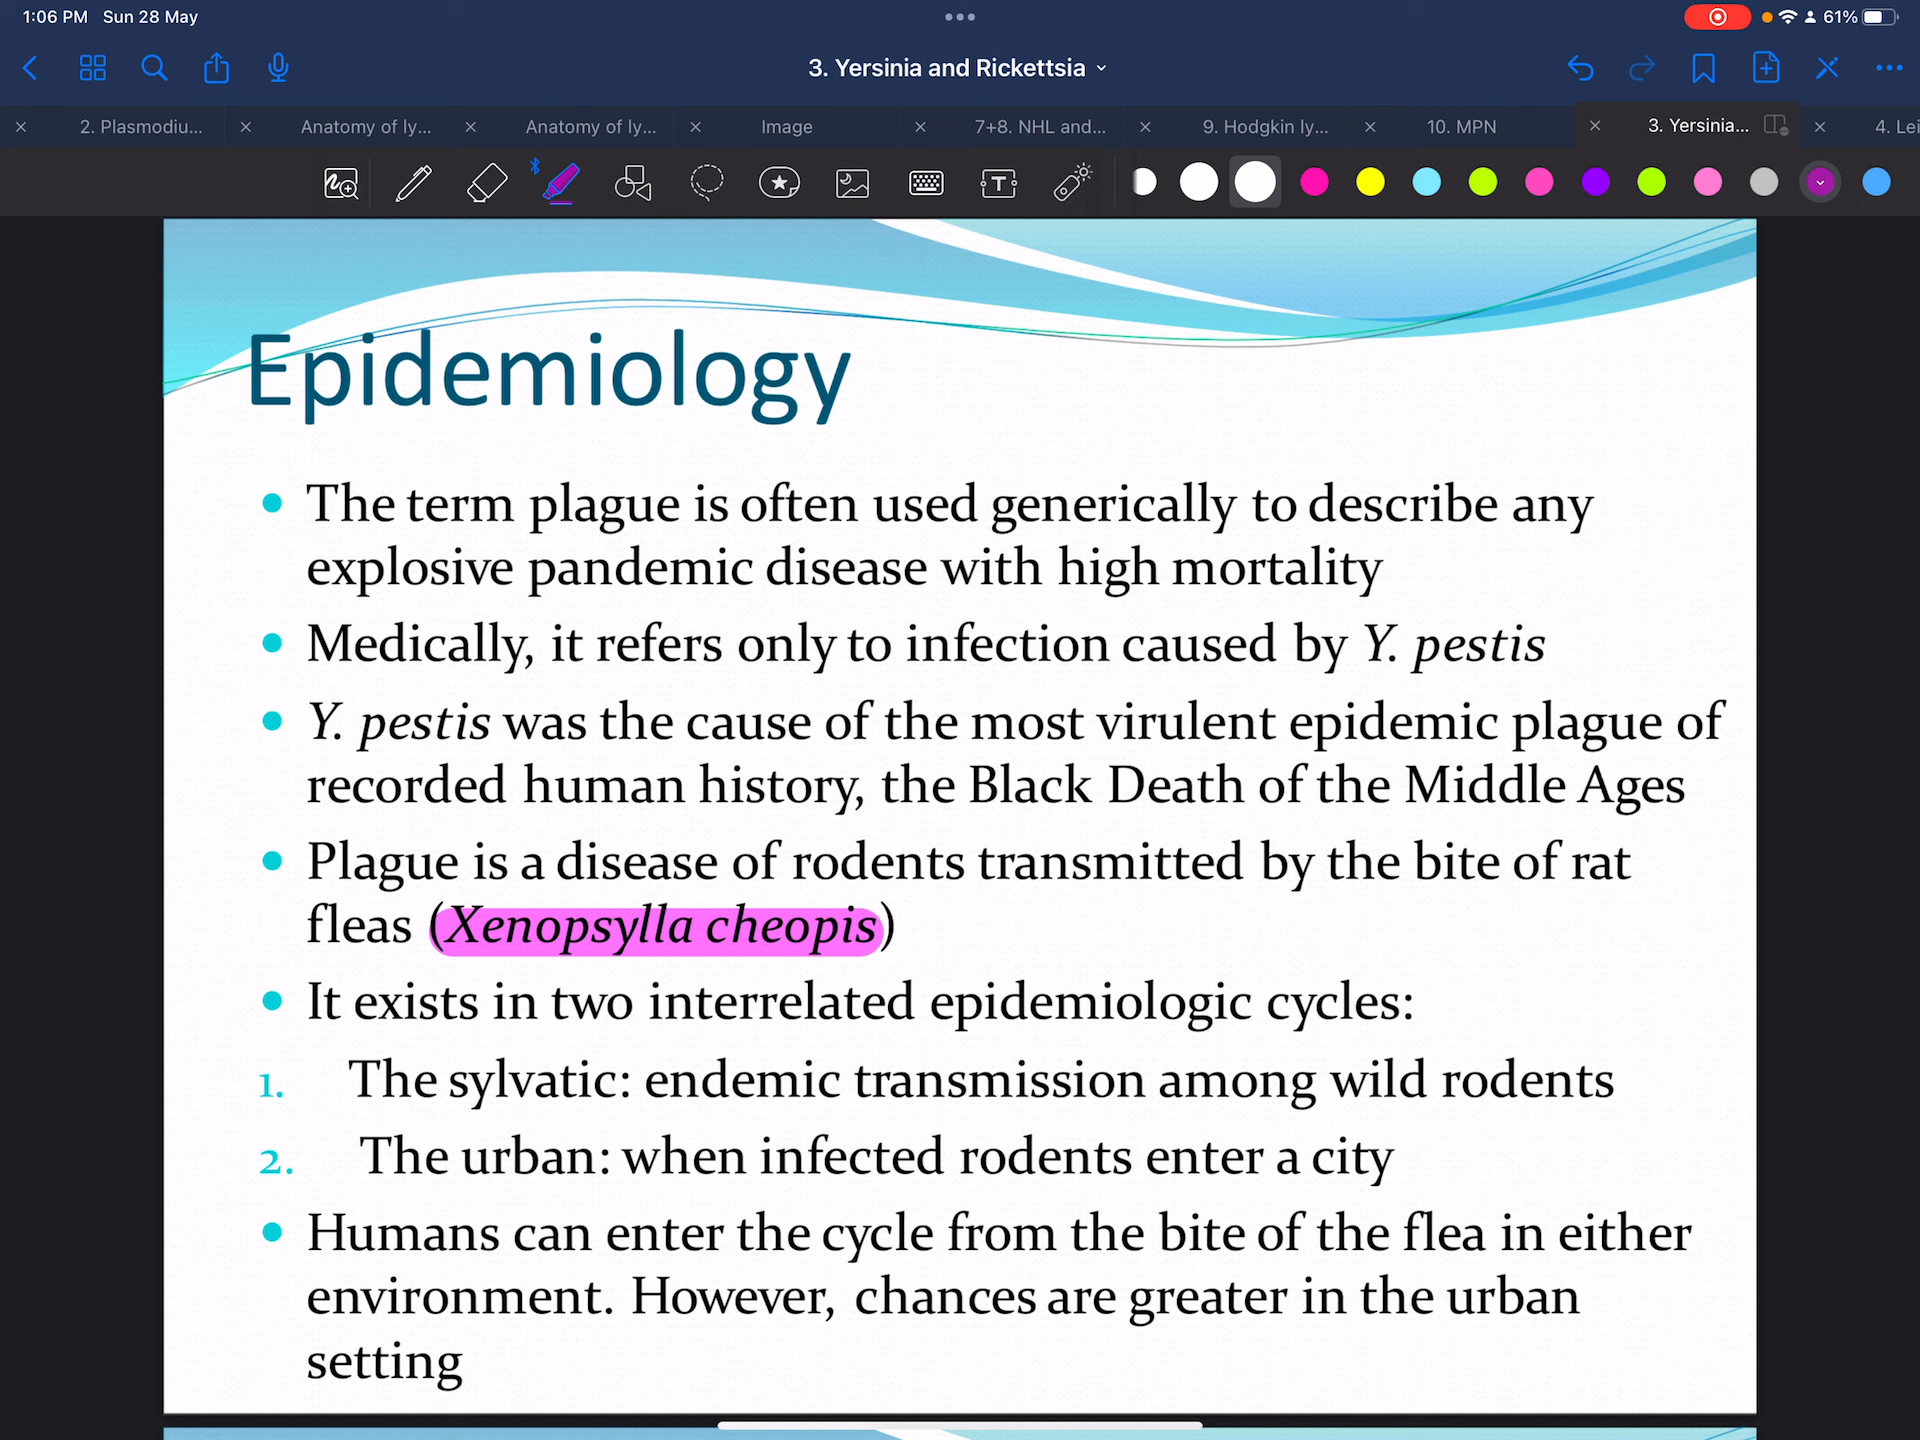 1:06 PM Sun 28 May
61%
3. Yersinia and Rickettsia
2. Plasmodiu...
Anatomy of ly...
Anatomy of ly...
Image
7+8. NHL and...
9. Hodgkin ly...
10. MPN
3. Yersinia...
4. Lei
T
Epidemiology
• The term plague is often used generically to describe any
explosive pandemic disease with high mortality
• Medically, it refers only to infection caused by Y. pestis
• Y. pestis was the cause of the most virulent epidemic plague of
recorded human history, the Black Death of the Middle Ages
• Plague is a disease of rodents transmitted by the bite of rat
fleas (Xenopsylla cheopis)
• It exists in two interrelated epidemiologic cycles:
1. The sylvatic: endemic transmission among wild rodents
2. The urban: when infected rodents enter a city
• Humans can enter the cycle from the bite of the flea in either
environment. However, chances are greater in the urban
setting